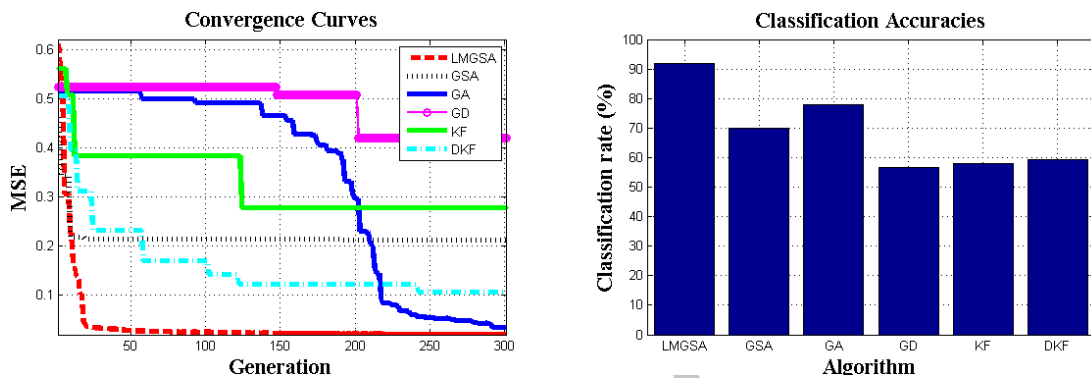 Convergence Curves
0.6
0.5
0.4
0.3
0.2
0.1
MSE
50
100
150
200
250
300
Generation
LMGSA
GSA
GA
GD
KF
DKF
Classification Accuracies
100
90
80
70
60
50
40
30
20
10
0
Classification rate (%)
LMGSA
GSA
GA
GD
KF
DKF
Algorithm